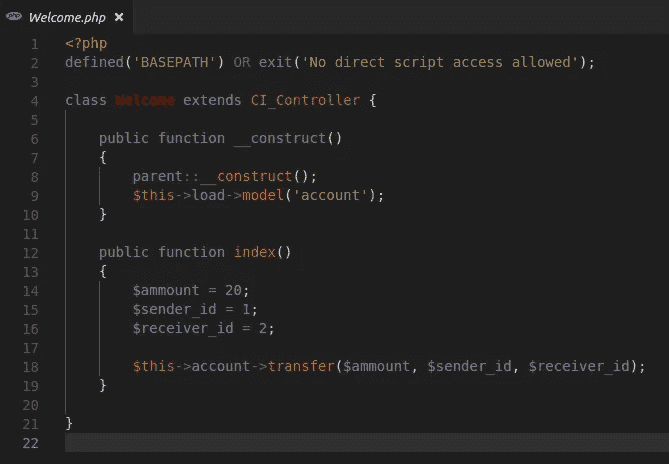 php Welcome.php ×
1 <?php
2 defined('BASEPATH') OR exit('No direct script access allowed');
3
4 class Welcome extends CI_Controller {
5
6     public function __construct()
7     {
8         parent::__construct();
9         $this->load->model('account');
10     }
11
12     public function index()
13     {
14         $ammount = 20;
15         $sender_id = 1;
16         $receiver_id = 2;
17
18         $this->account->transfer($ammount, $sender_id, $receiver_id);
19     }
20
21 }
22